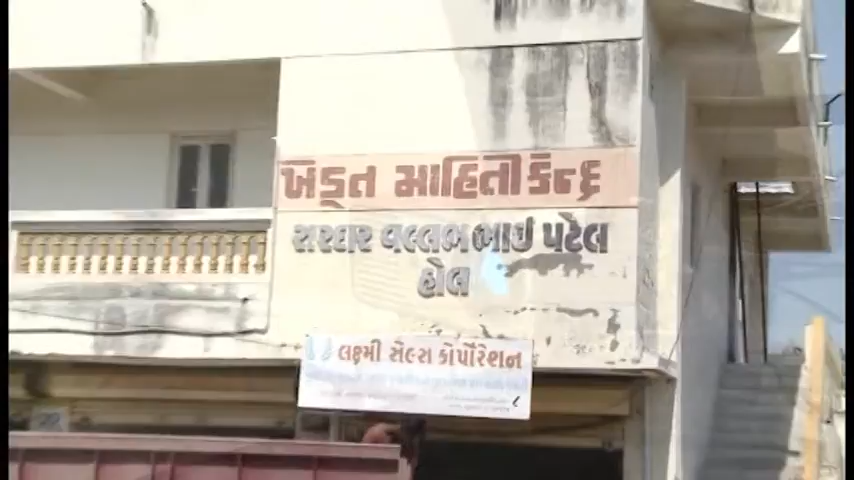 ખેડૂત માહિતી કેન્દ્ર
સરદાર વલ્લભભાઈ પટેલ
હોલ
લક્ષ્મી સેલ્સ કોર્પોરેશન